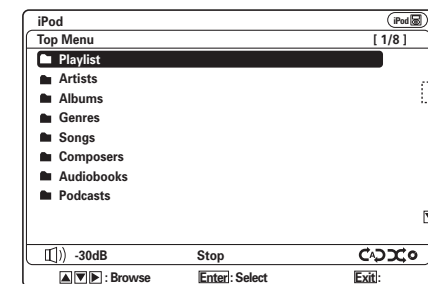 iPod iPod
Top Menu [ 1/8 ]
Playlist
Artists
Albums
Genres
Songs
Composers
Audiobooks
Podcasts
-30dB Stop A
: Browse Enter: Select Exit: